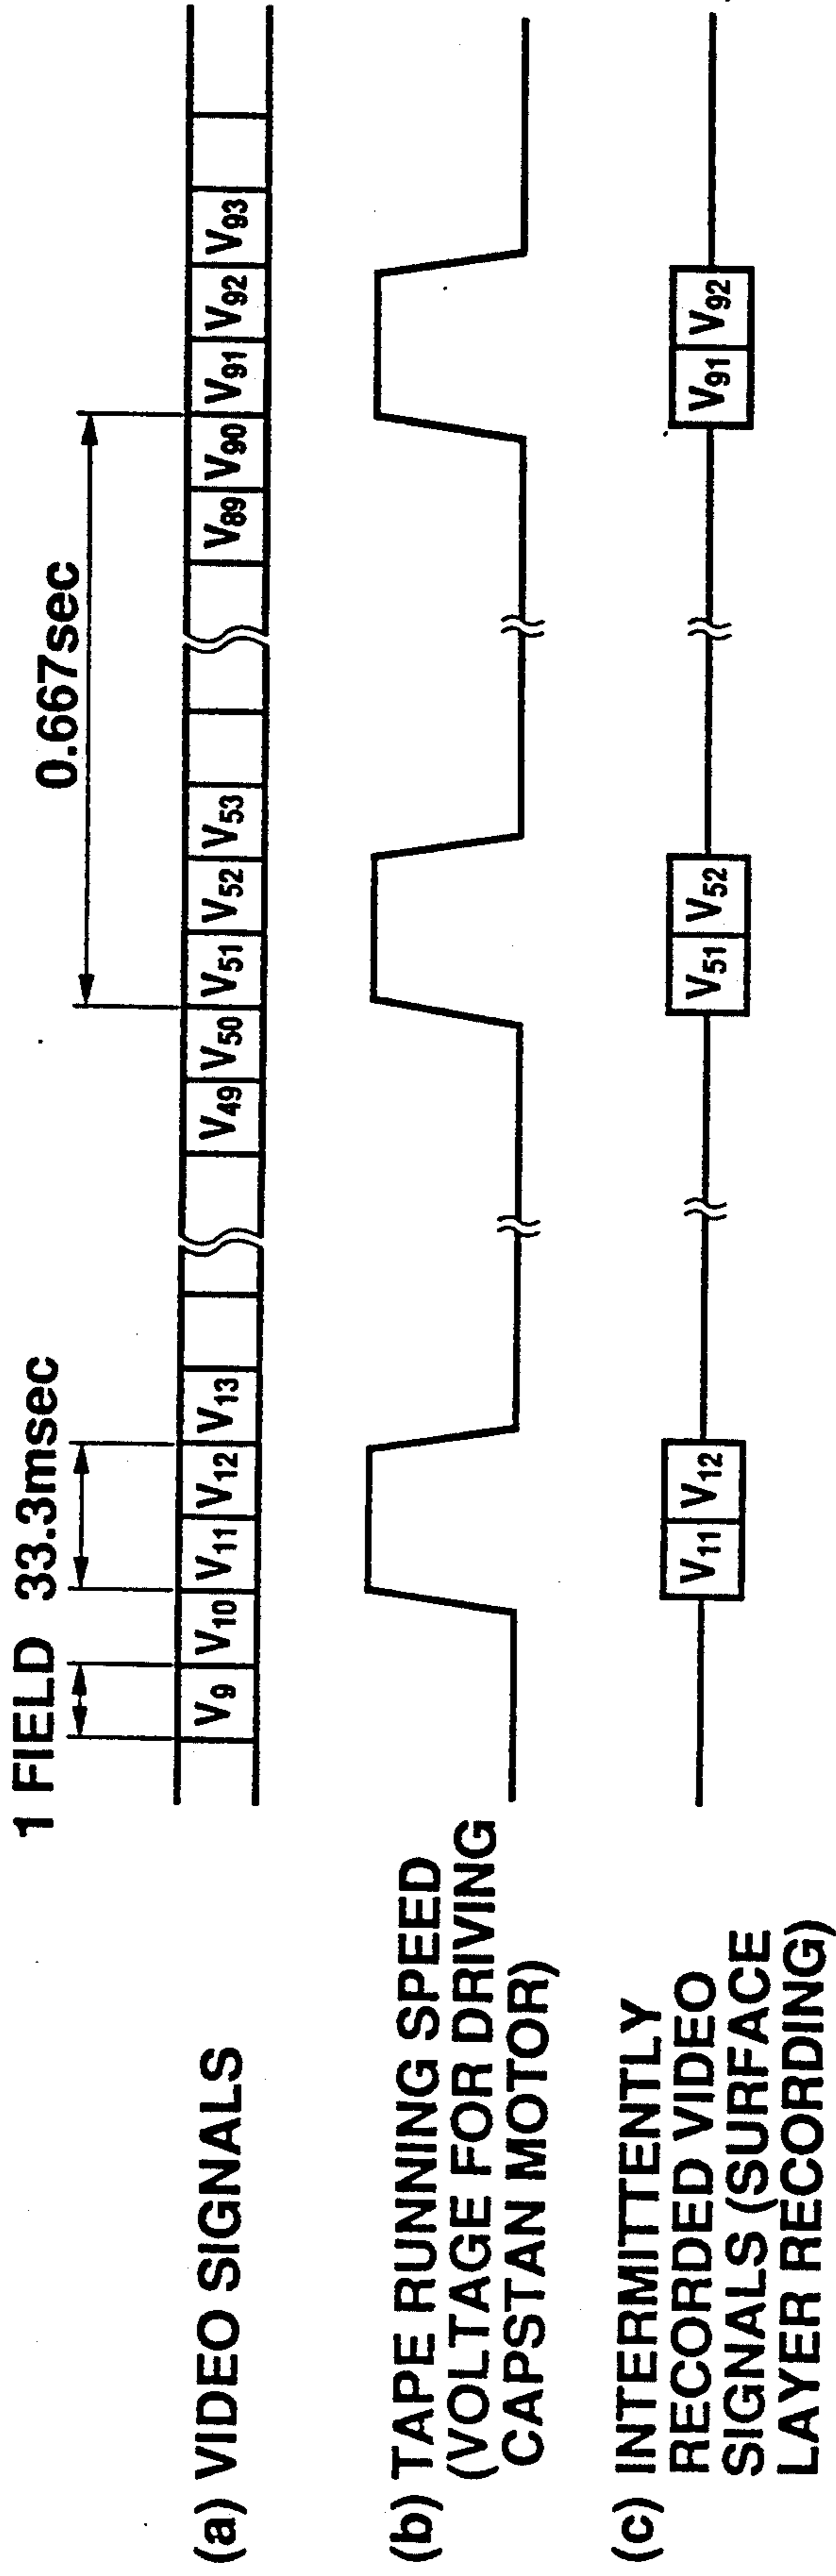 1 FIELD 33.3msec
0.667sec
(a) VIDEO SIGNALS
V9 V10 V11 V12 V13 V49 V50 V51 V52 V53 V89 V90 V91 V92 V93
(b) TAPE RUNNING SPEED
(VOLTAGE FOR DRIVING
CAPSTAN MOTOR)
(c) INTERMITTENTLY
RECORDED VIDEO
SIGNALS (SURFACE
LAYER RECORDING)
V11 V12 V51 V52 V91 V92